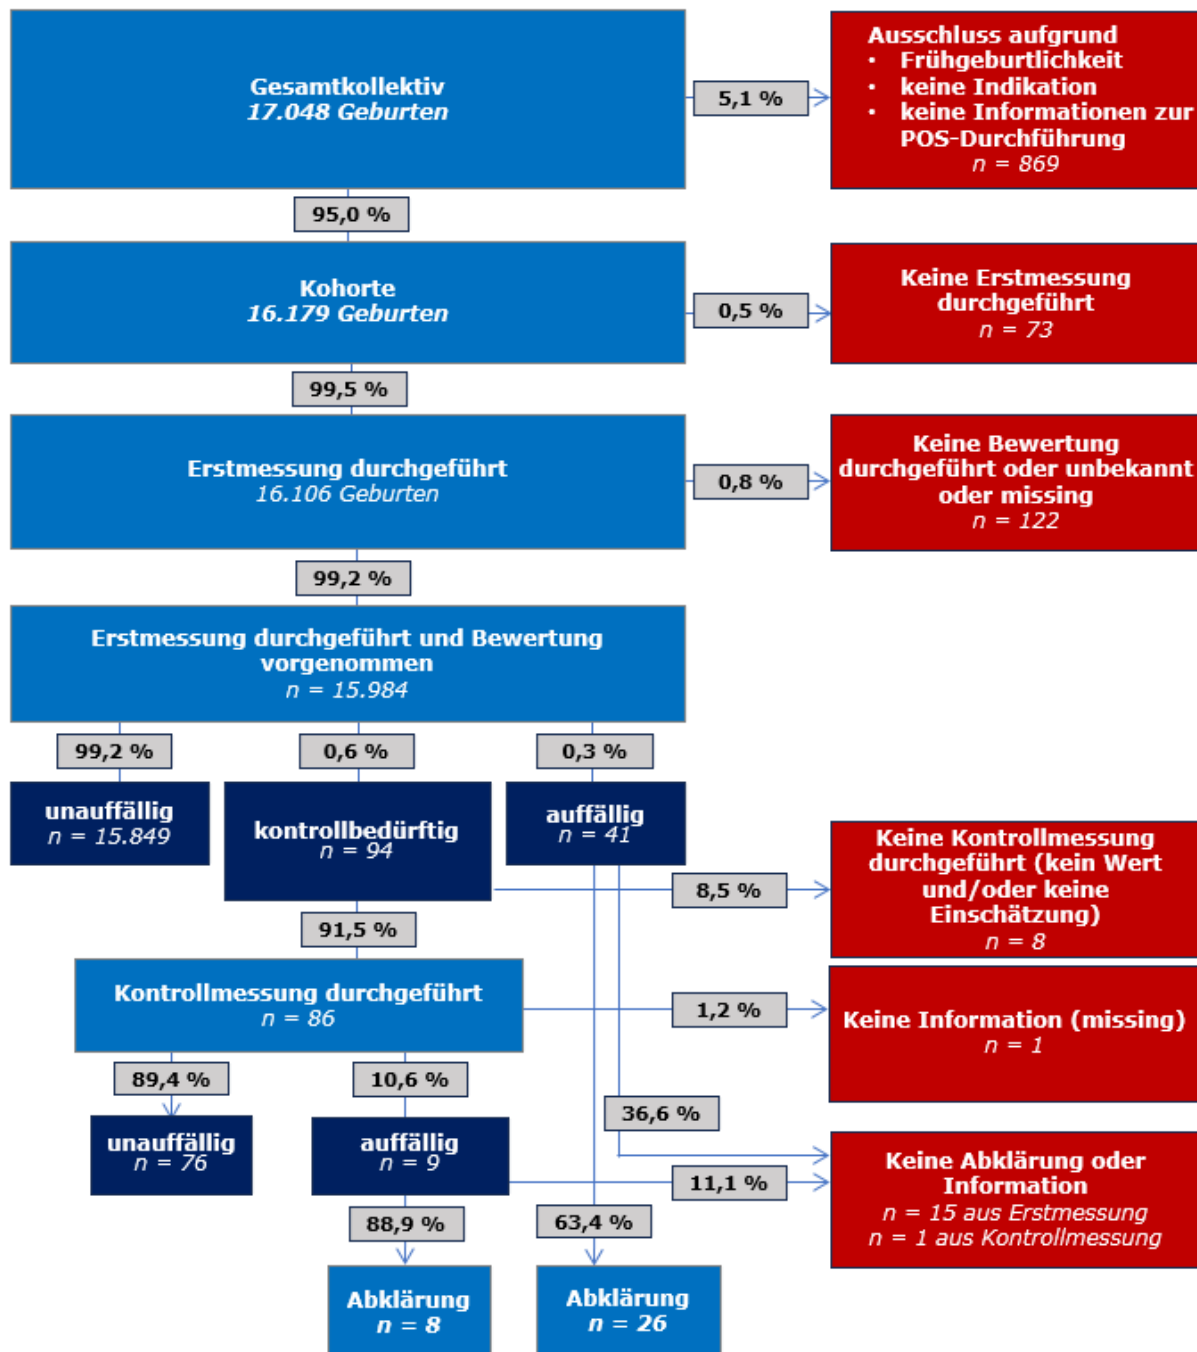 Gesamtkollektiv
17.048 Geburten
5,1 %
Ausschluss aufgrund
• Frühgeburtlichkeit
• keine Indikation
• keine Informationen zur
POS-Durchführung
n = 869
95,0 %
Kohorte
16.179 Geburten
0,5 %
Keine Erstmessung
durchgeführt
n = 73
99,5 %
Erstmessung durchgeführt
16.106 Geburten
0,8 %
Keine Bewertung
durchgeführt oder unbekannt
oder missing
n = 122
99,2 %
Erstmessung durchgeführt und Bewertung
vorgenommen
n = 15.984
99,2 %
0,6 %
0,3 %
unauffällig
n = 15.849
kontrollbedürftig
n = 94
auffällig
n = 41
8,5 %
Keine Kontrollmessung
durchgeführt (kein Wert
und/oder keine
Einschätzung)
n = 8
91,5 %
Kontrollmessung durchgeführt
n = 86
1,2 %
Keine Information (missing)
n = 1
89,4 %
10,6 %
36,6 %
unauffällig
n = 76
auffällig
n = 9
11,1 %
Keine Abklärung oder
Information
n = 15 aus Erstmessung
n = 1 aus Kontrollmessung
88,9 %
63,4 %
Abklärung
n = 8
Abklärung
n = 26